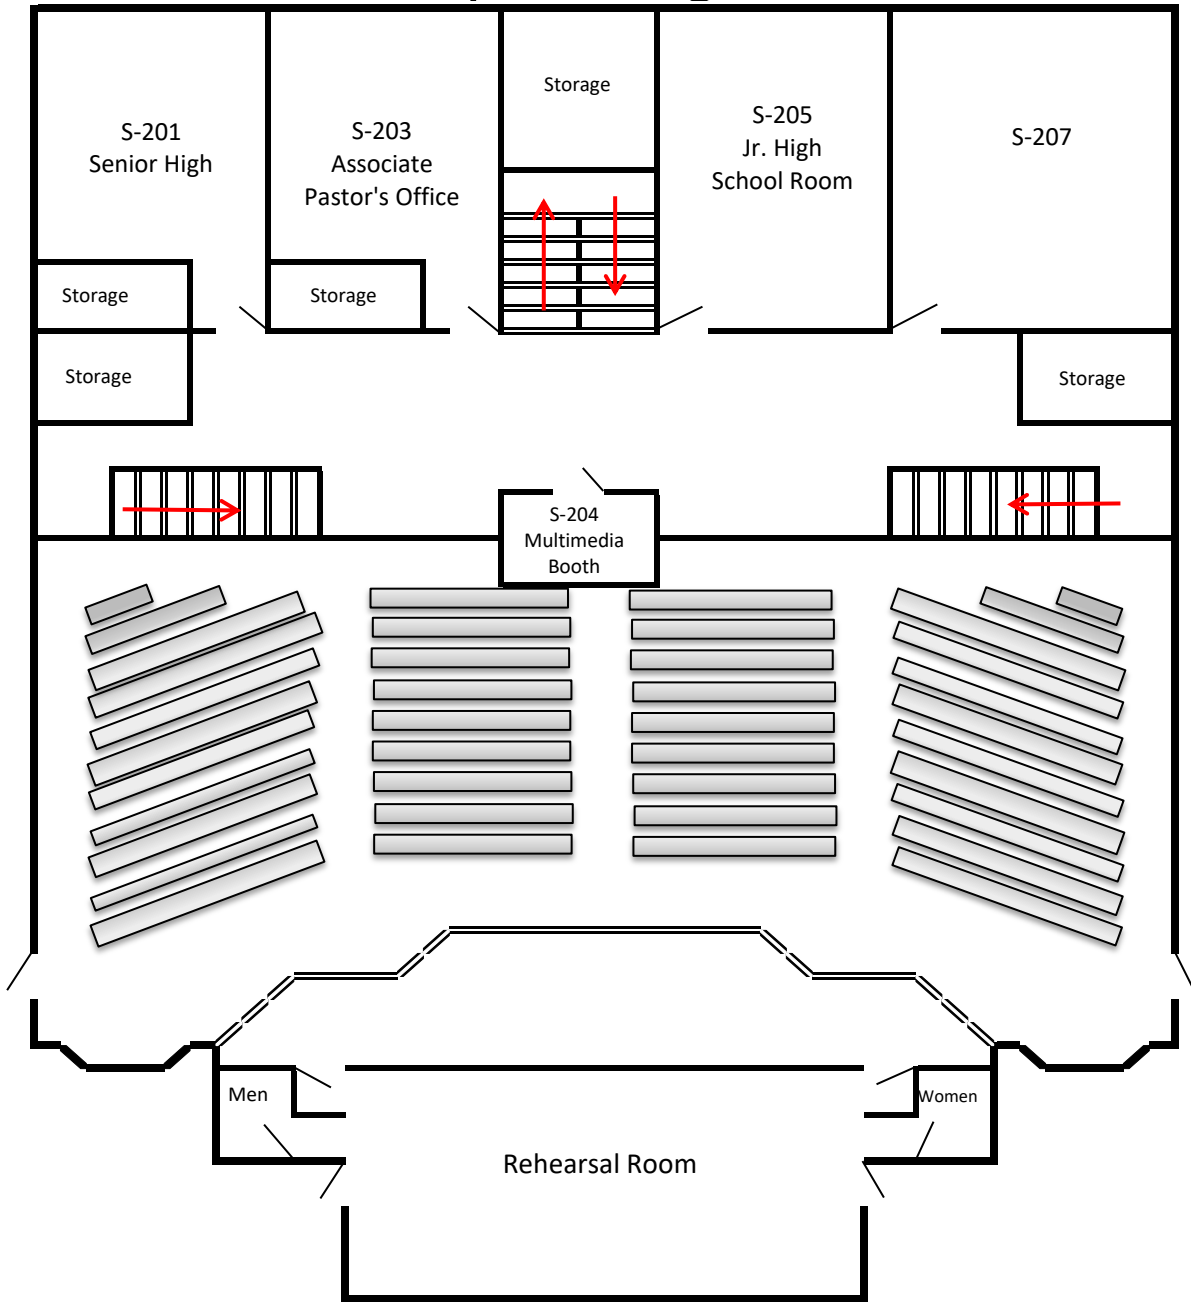 Storage
S-201
Senior High
S-203
Associate
Pastor's Office
S-205
Jr. High
School Room
S-207
Storage
Storage
Storage
Storage
S-204
Multimedia
Booth
Men
Women
Rehearsal Room